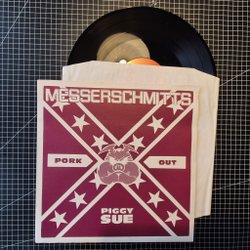 MESSERSCHMITTS
PORK OUT
PIGGY
SUE